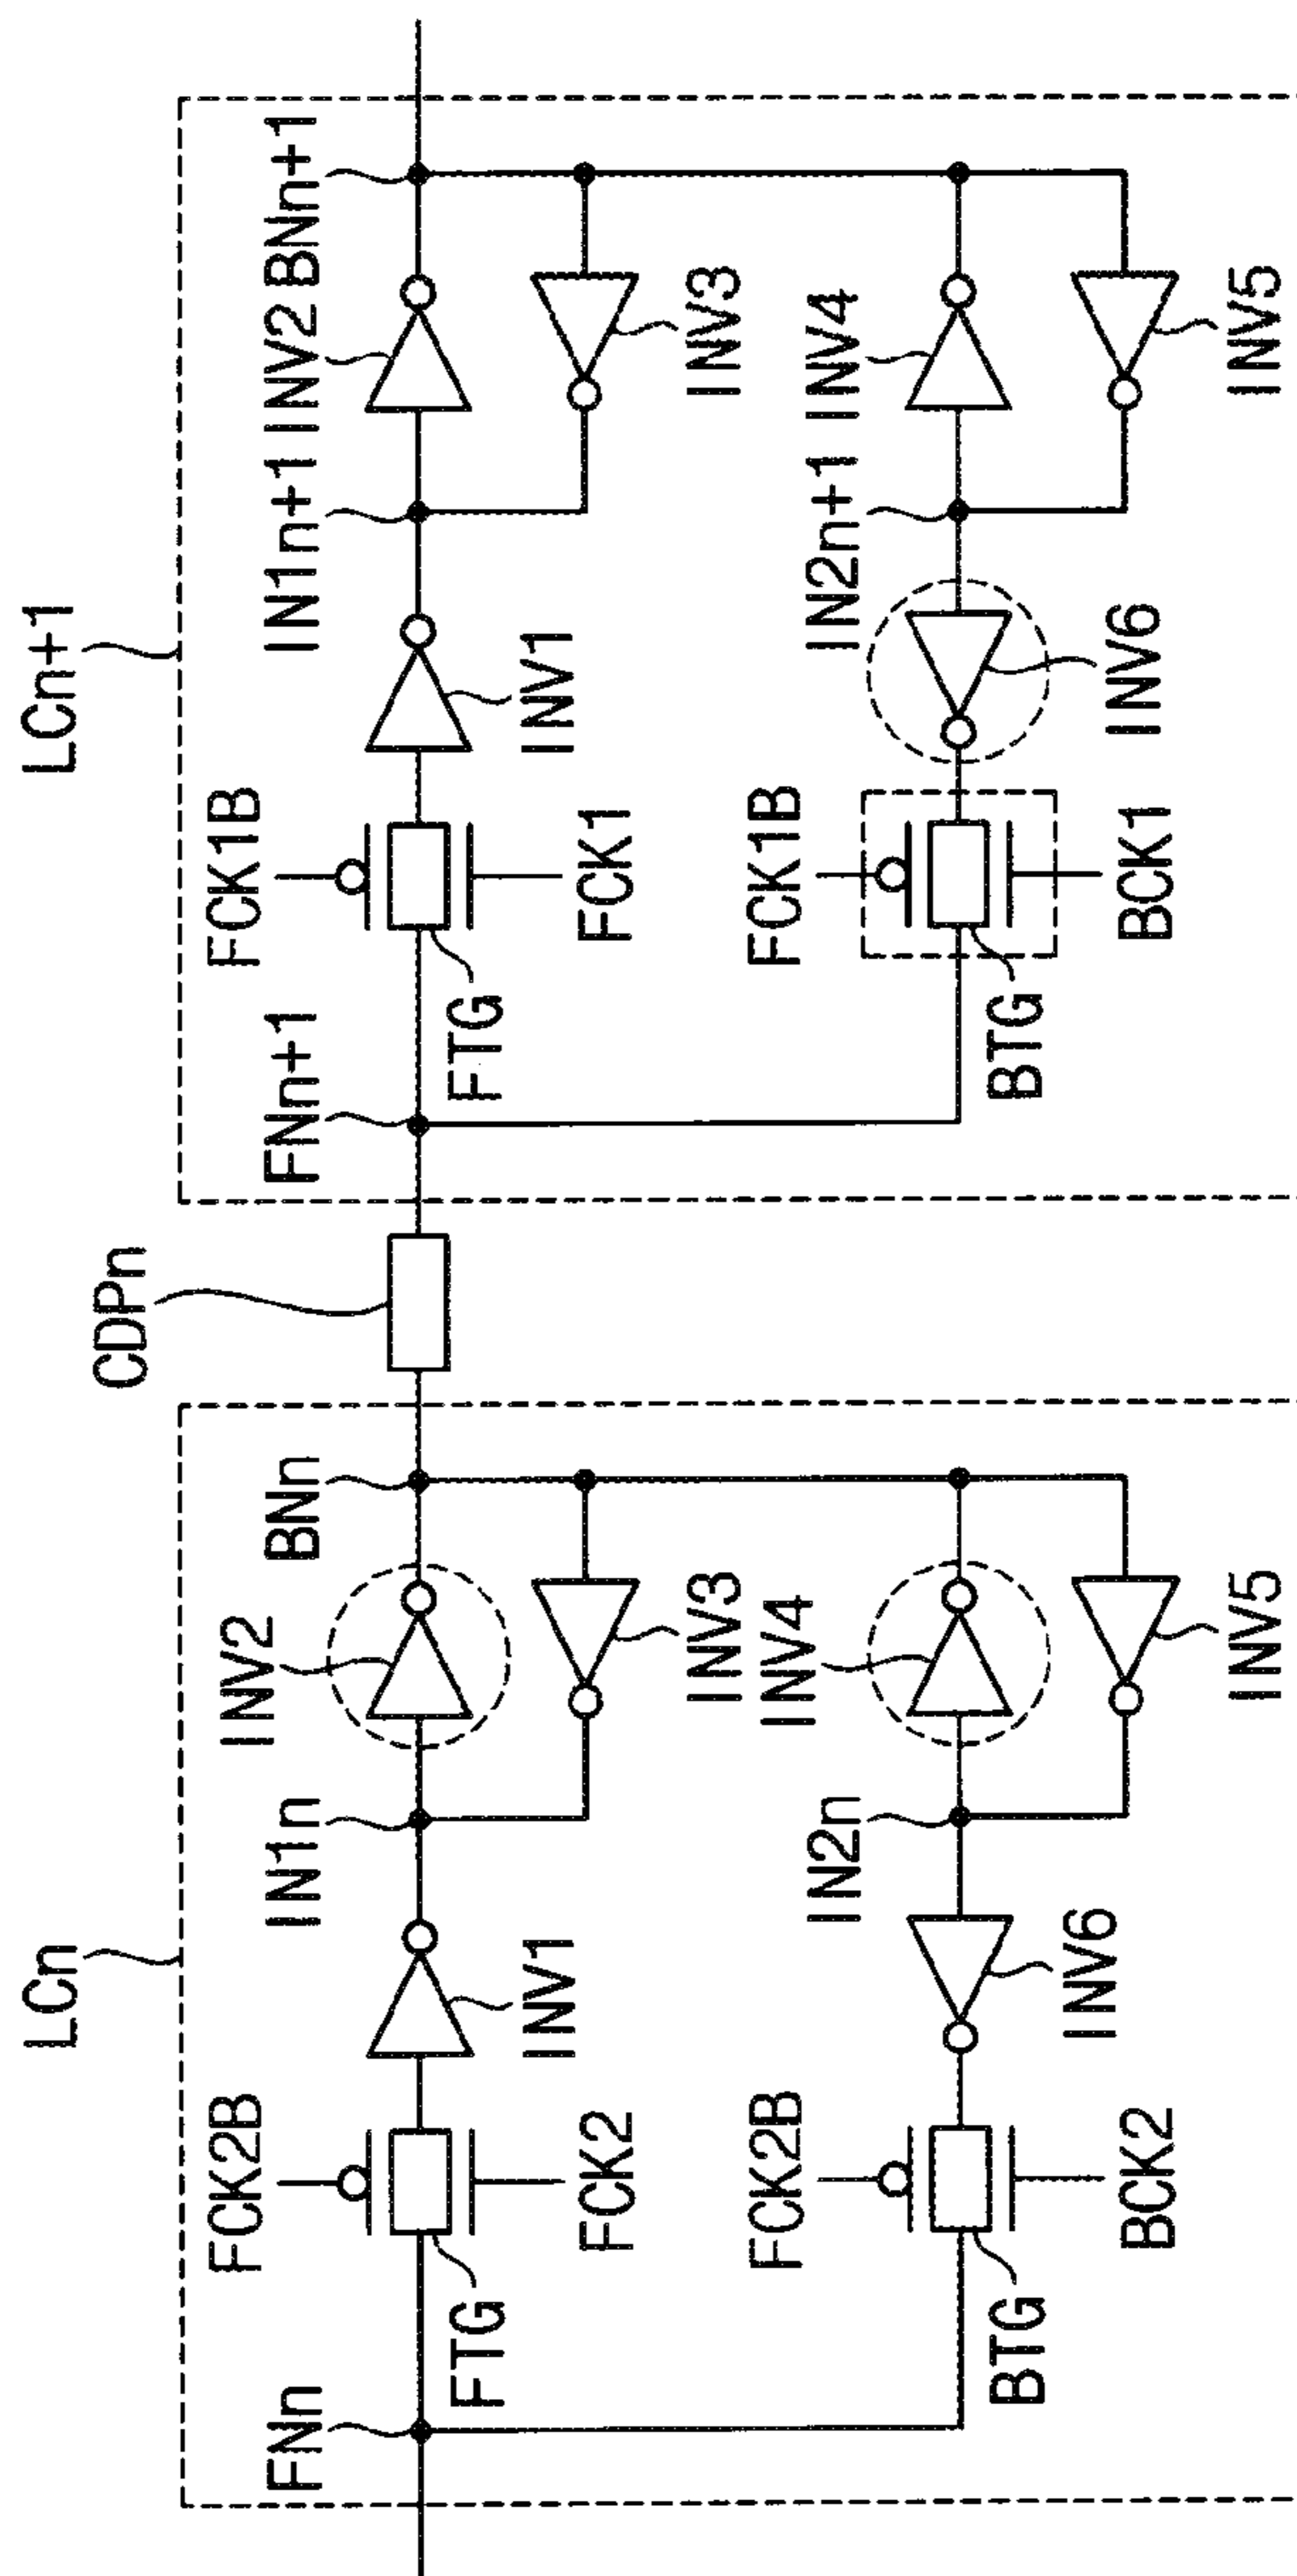 LCn
CDPn
LCn+1
FNn
FCK2B
IN1n
INV2
BNn
FNn+1
FCK1B
IN1n+1
INV2
BNn+1
FTG
FCK2
INV1
INV3
FTG
FCK1
INV1
INV3
FCK2B
IN2n
INV4
FCK1B
IN2n+1
INV4
BTG
BCK2
INV6
INV5
BTG
BCK1
INV6
INV5